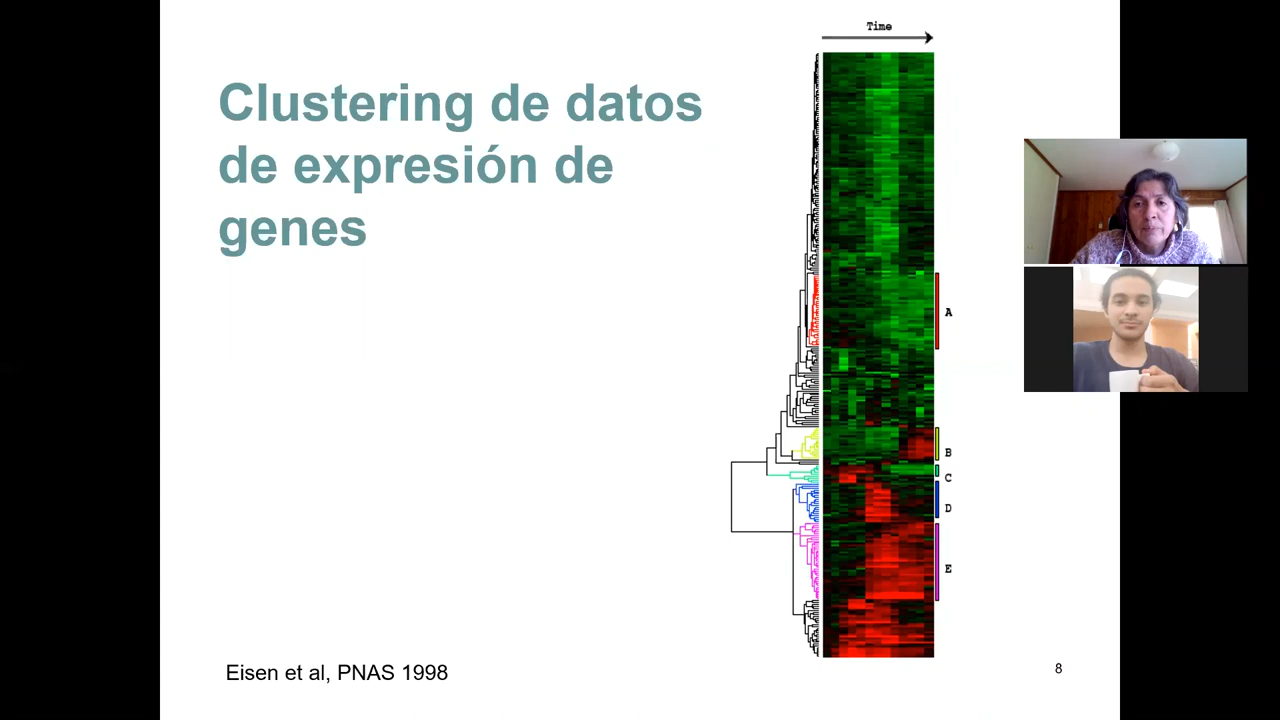 Time
Clustering de datos
de expresión de
genes
A
B
C
D
E
Eisen et al, PNAS 1998
8